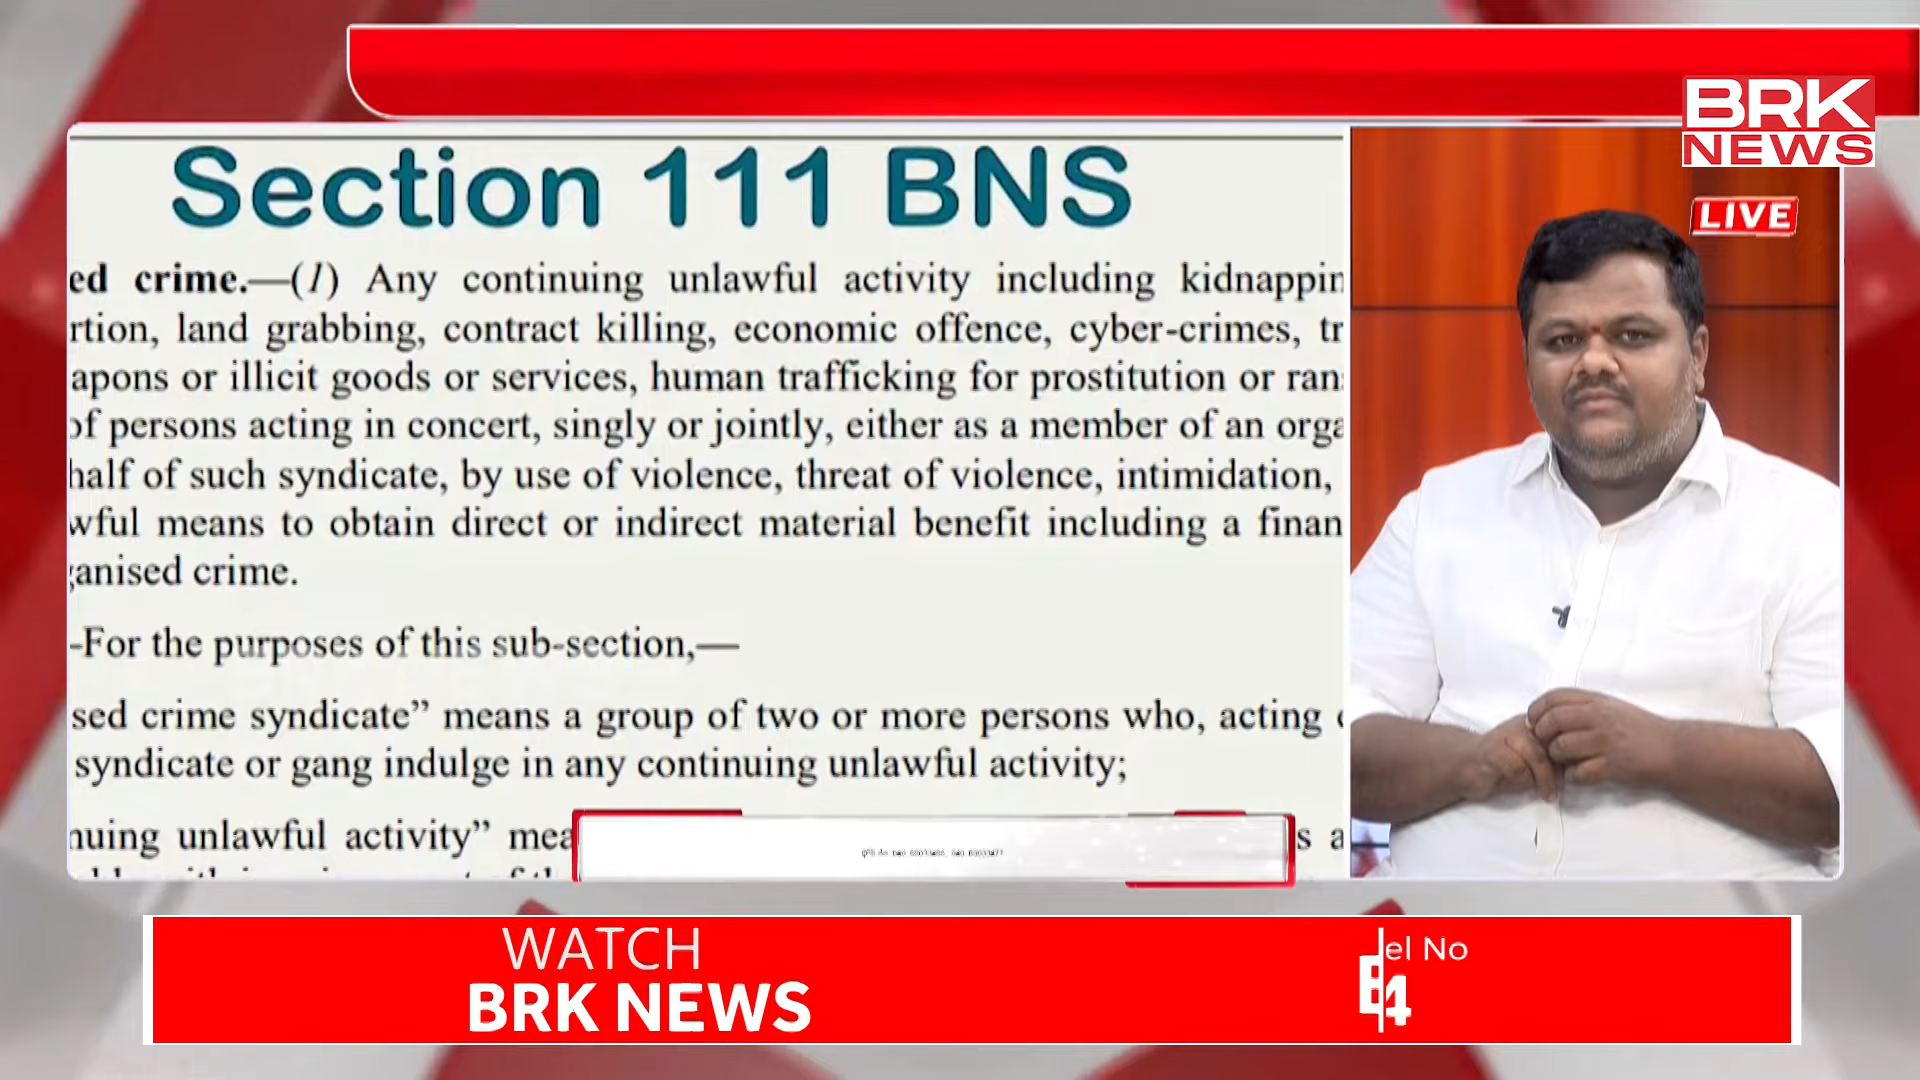 BRK
NEWS
LIVE
Section 111 BNS
ed crime.—(1) Any continuing unlawful activity including kidnappin
rtion, land grabbing, contract killing, economic offence, cyber-crimes, tr
apons or illicit goods or services, human trafficking for prostitution or ran
of persons acting in concert, singly or jointly, either as a member of an orga
half of such syndicate, by use of violence, threat of violence, intimidation,
wful means to obtain direct or indirect material benefit including a finan
ganised crime.
-For the purposes of this sub-section,—
sed crime syndicate” means a group of two or more persons who, acting
syndicate or gang indulge in any continuing unlawful activity;
nuing unlawful activity” mea
s a
WATCH
BRK NEWS
el No
4